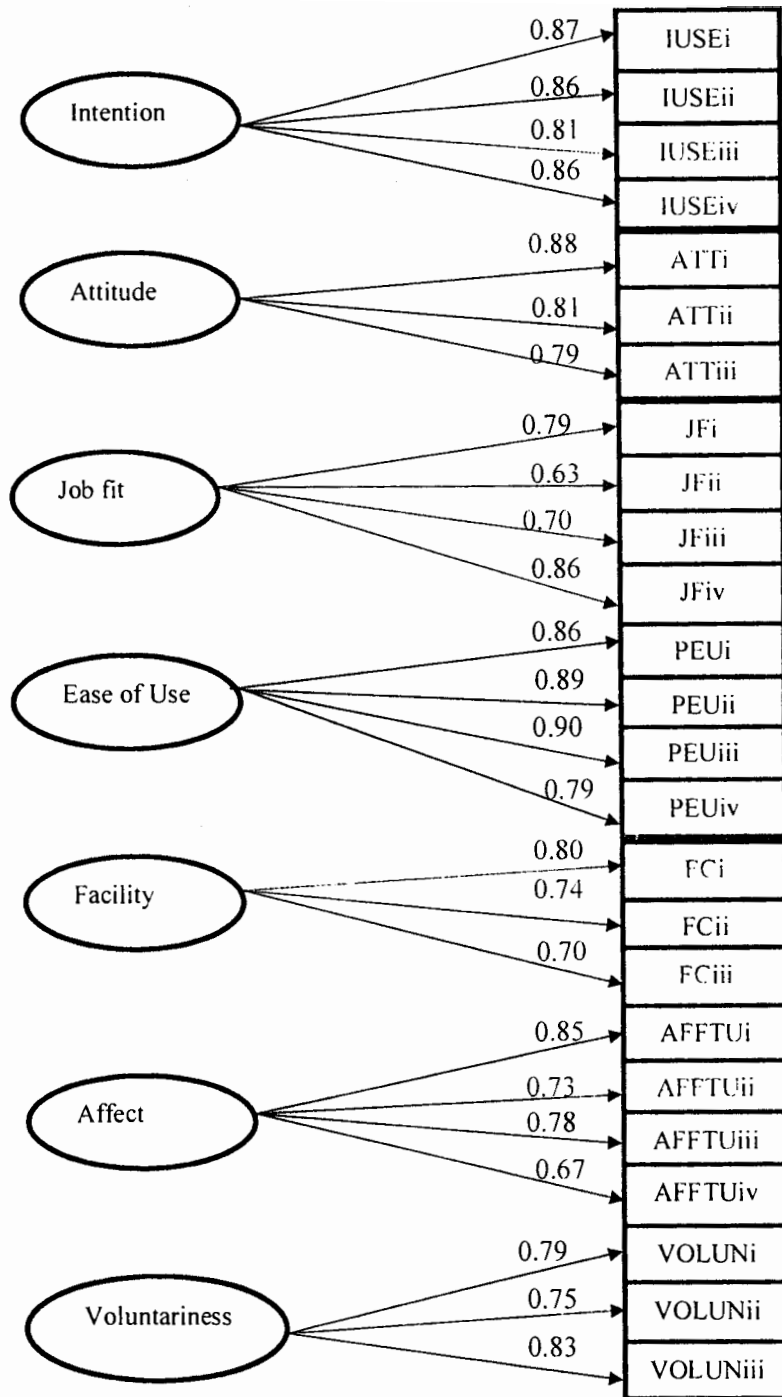 0.87 IUSEi
Intention 0.86 IUSEii
0.81 IUSEiii
0.86 IUSEiv
0.88 ATTi
Attitude 0.81 ATTii
0.79 ATTiii
0.79 JFi
Job fit 0.63 JFii
0.70 JFiii
0.86 JFiv
0.86 PEUi
Ease of Use 0.89 PEUii
0.90 PEUiii
0.79 PEUiv
0.80 FCi
Facility 0.74 FCii
0.70 FCiii
0.85 AFFTUi
Affect 0.73 AFFTUii
0.78 AFFTUiii
0.67 AFFTUiv
0.79 VOLUNi
Voluntariness 0.75 VOLUNii
0.83 VOLUNiii